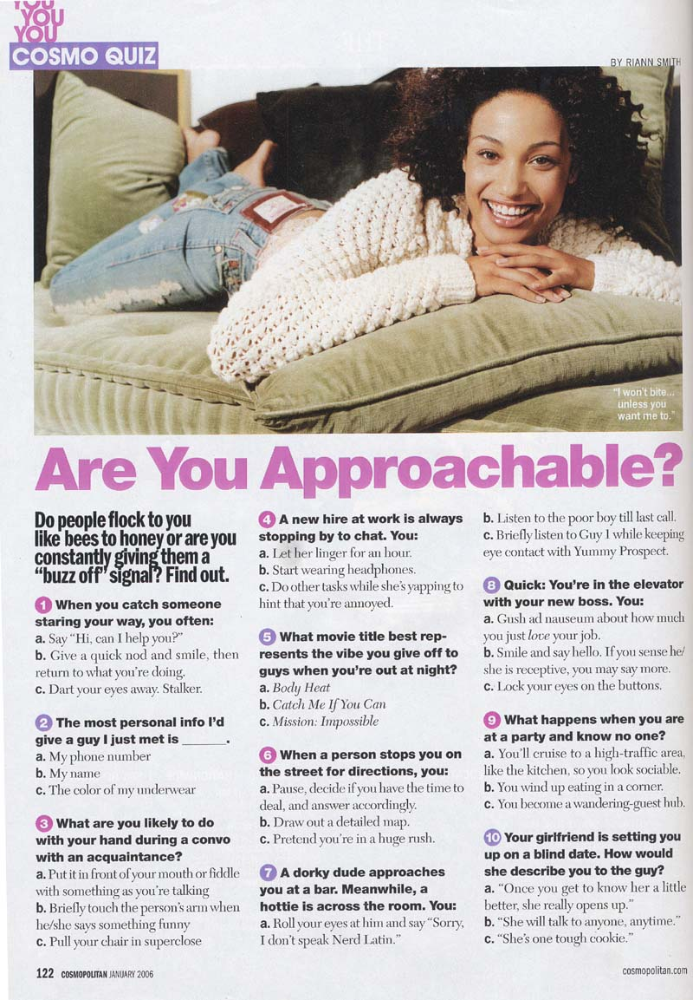 YOU
YOU
YOU
COSMO QUIZ
BY RIANN SMITH
"I won't bite...
unless you
want me to."
Are You Approachable?
Do people flock to you
like bees to honey or are you
constantly giving them a
"buzz off" signal? Find out.
1 When you catch someone
staring your way, you often:
a. Say "Hi, can I help you?"
b. Give a quick nod and smile, then
return to what you're doing.
c. Dart your eyes away. Stalker.
2 The most personal info I'd
give a guy I just met is ______.
a. My phone number
b. My name
c. The color of my underwear
3 What are you likely to do
with your hand during a convo
with an acquaintance?
a. Put it in front of your mouth or fiddle
with something as you're talking
b. Briefly touch the person's arm when
he/she says something funny
c. Pull your chair in superclose
4 A new hire at work is always
stopping by to chat. You:
a. Let her linger for an hour.
b. Start wearing headphones.
c. Do other tasks while she's yapping to
hint that you're annoyed.
5 What movie title best rep-
resents the vibe you give off to
guys when you're out at night?
a. Body Heat
b. Catch Me If You Can
c. Mission: Impossible
6 When a person stops you on
the street for directions, you:
a. Pause, decide if you have the time to
deal, and answer accordingly.
b. Draw out a detailed map.
c. Pretend you're in a huge rush.
7 A dorky dude approaches
you at a bar. Meanwhile, a
hottie is across the room. You:
a. Roll your eyes at him and say "Sorry,
I don't speak Nerd Latin."
b. Listen to the poor boy till last call.
c. Briefly listen to Guy 1 while keeping
eye contact with Yummy Prospect.
8 Quick: You're in the elevator
with your new boss. You:
a. Gush ad nauseum about how much
you just love your job.
b. Smile and say hello. If you sense he/
she is receptive, you may say more.
c. Lock your eyes on the buttons.
9 What happens when you are
at a party and know no one?
a. You'll cruise to a high-traffic area,
like the kitchen, so you look sociable.
b. You wind up eating in a corner.
c. You become a wandering-guest hub.
10 Your girlfriend is setting you
up on a blind date. How would
she describe you to the guy?
a. "Once you get to know her a little
better, she really opens up."
b. "She will talk to anyone, anytime."
c. "She's one tough cookie."
122 COSMOPOLITAN JANUARY 2006
cosmopolitan.com